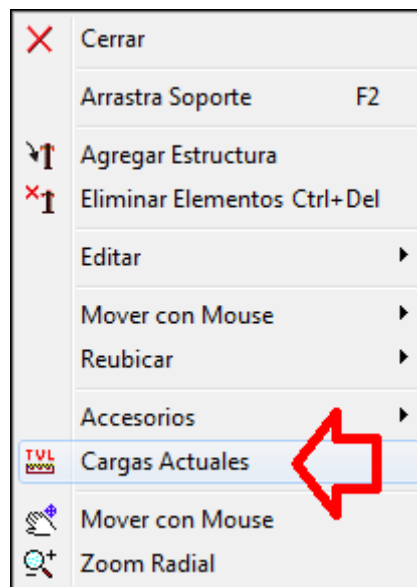 Cerrar
Arrastra Soporte F2
Agregar Estructura
Eliminar Elementos Ctrl+Del
Editar
Mover con Mouse
Reubicar
Accesorios
TVL
Cargas Actuales
Mover con Mouse
Zoom Radial